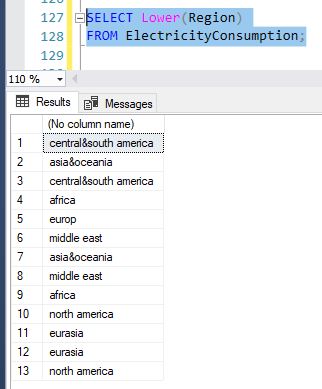 127 SELECT Lower(Region)
128 FROM ElectricityConsumption;
110 %
Results Messages
(No column name)
1 central&south america
2 asia&oceania
3 central&south america
4 africa
5 europ
6 middle east
7 asia&oceania
8 middle east
9 africa
10 north america
11 eurasia
12 eurasia
13 north america